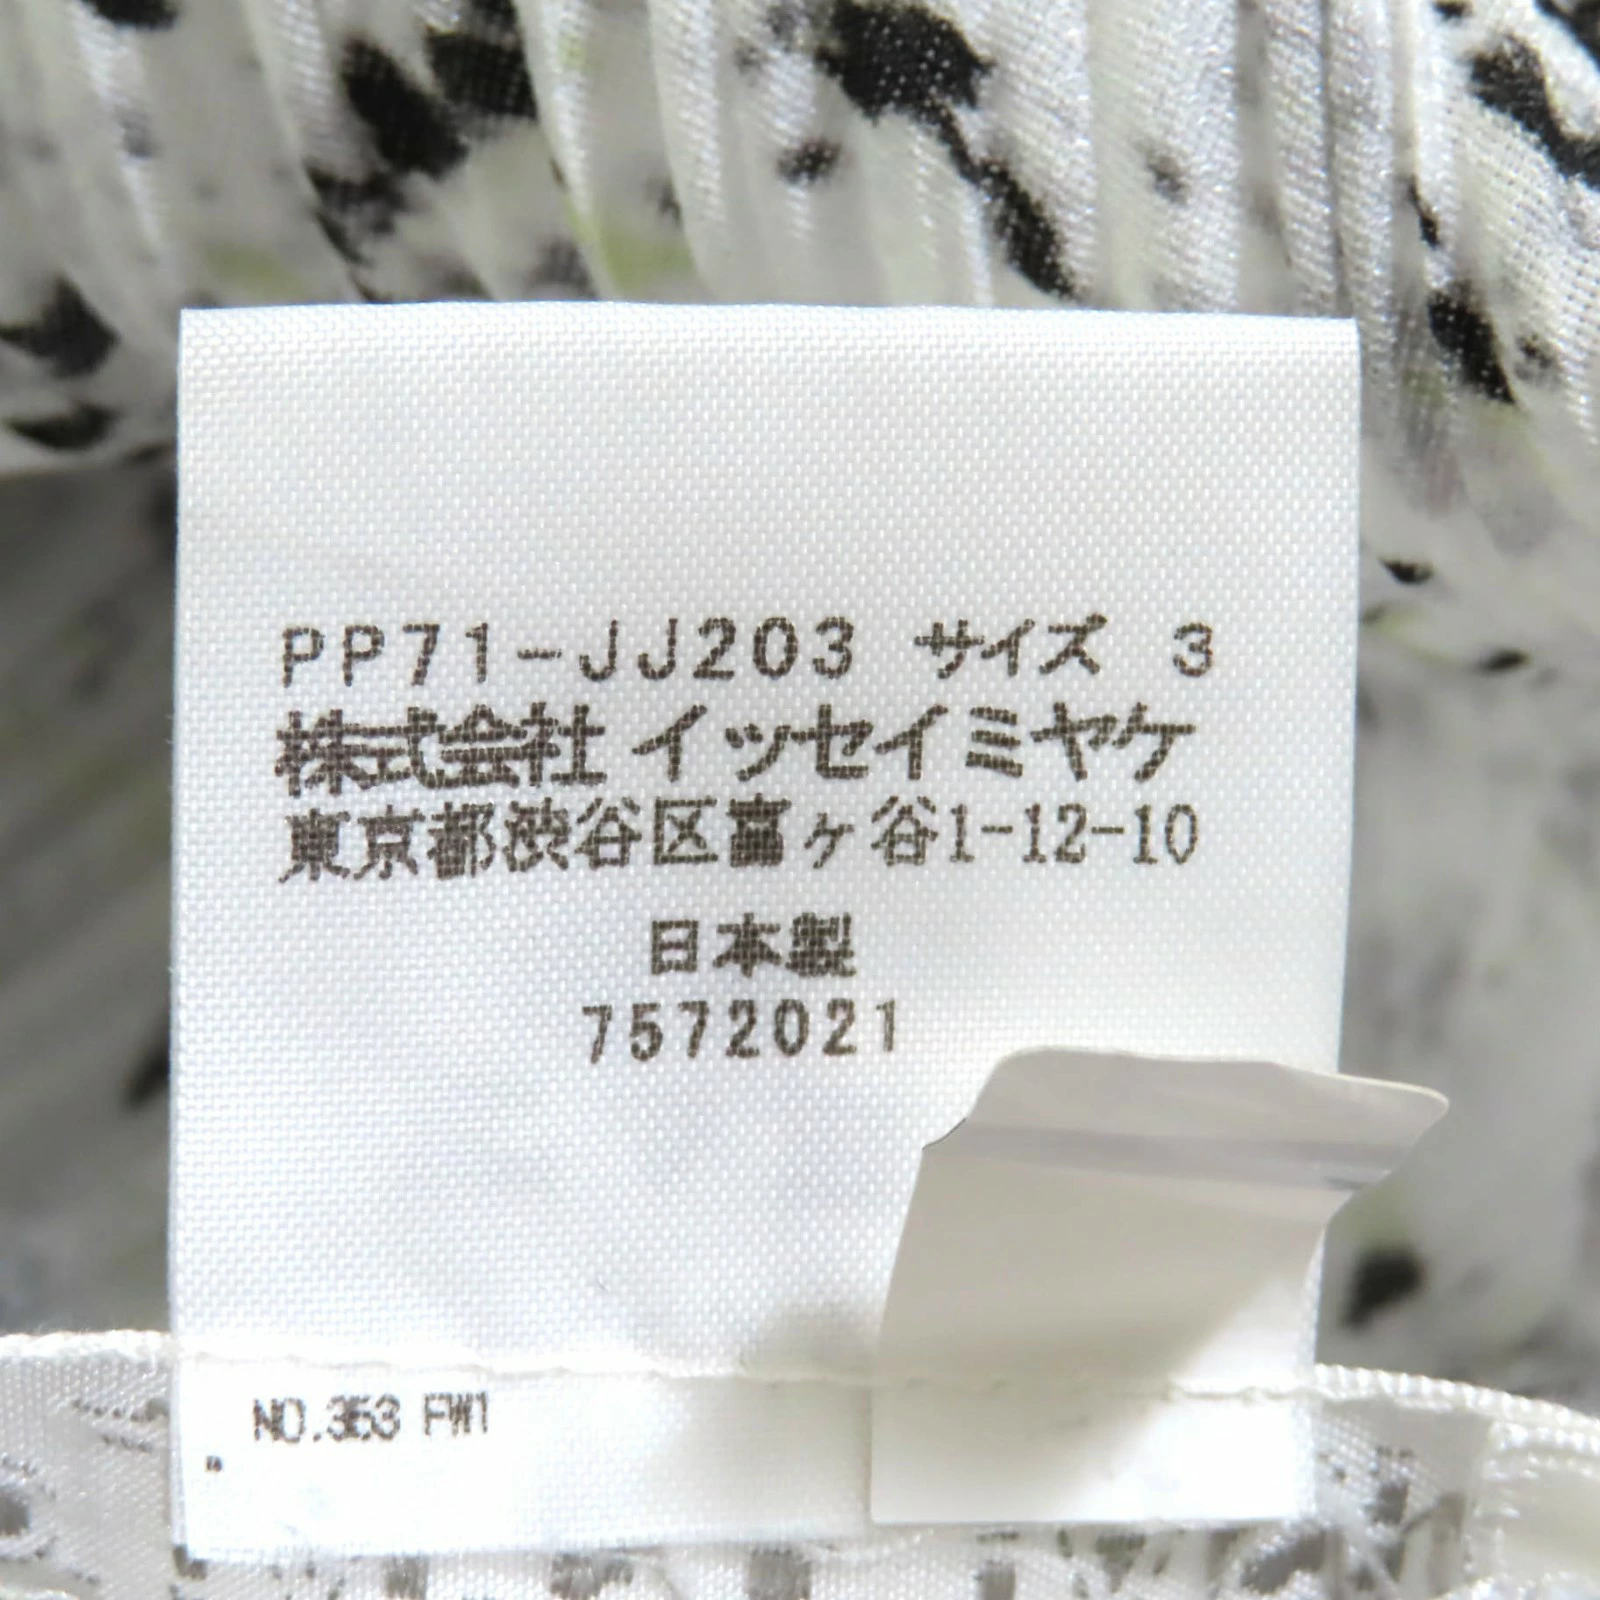 PP71-JJ203 サイズ 3
株式会社 イッセイミヤケ
東京都渋谷区富ヶ谷1-12-10
日本製
7572021
NO.353 FW1